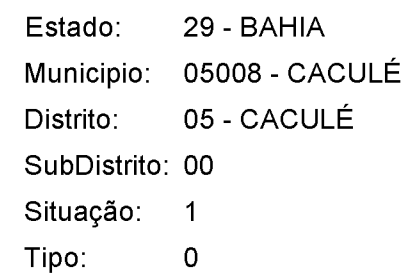 Estado: 29 - BAHIA
Municipio: 05008 - CACULÉ
Distrito: 05 - CACULÉ
SubDistrito: 00
Situação: 1
Tipo: 0